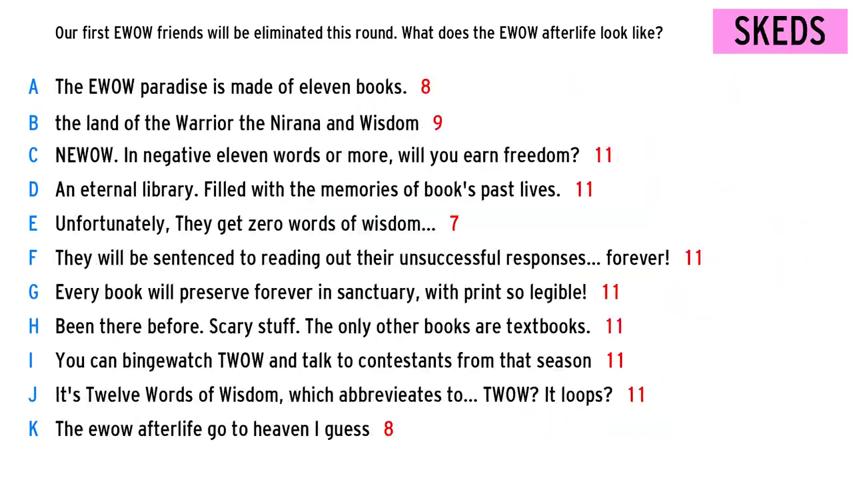 Our first EWOW friends will be eliminated this round. What does the EWOW afterlife look like?
SKEDS
A The EWOW paradise is made of eleven books. 8
B the land of the Warrior the Nirana and Wisdom 9
C NEWOW. In negative eleven words or more, will you earn freedom? 11
D An eternal library. Filled with the memories of book's past lives. 11
E Unfortunately, They get zero words of wisdom... 7
F They will be sentenced to reading out their unsuccessful responses... forever! 11
G Every book will preserve forever in sanctuary, with print so legible! 11
H Been there before. Scary stuff. The only other books are textbooks. 11
I You can bingewatch TWOW and talk to contestants from that season 11
J It's Twelve Words of Wisdom, which abbrevieates to... TWOW? It loops? 11
K The ewow afterlife go to heaven I guess 8